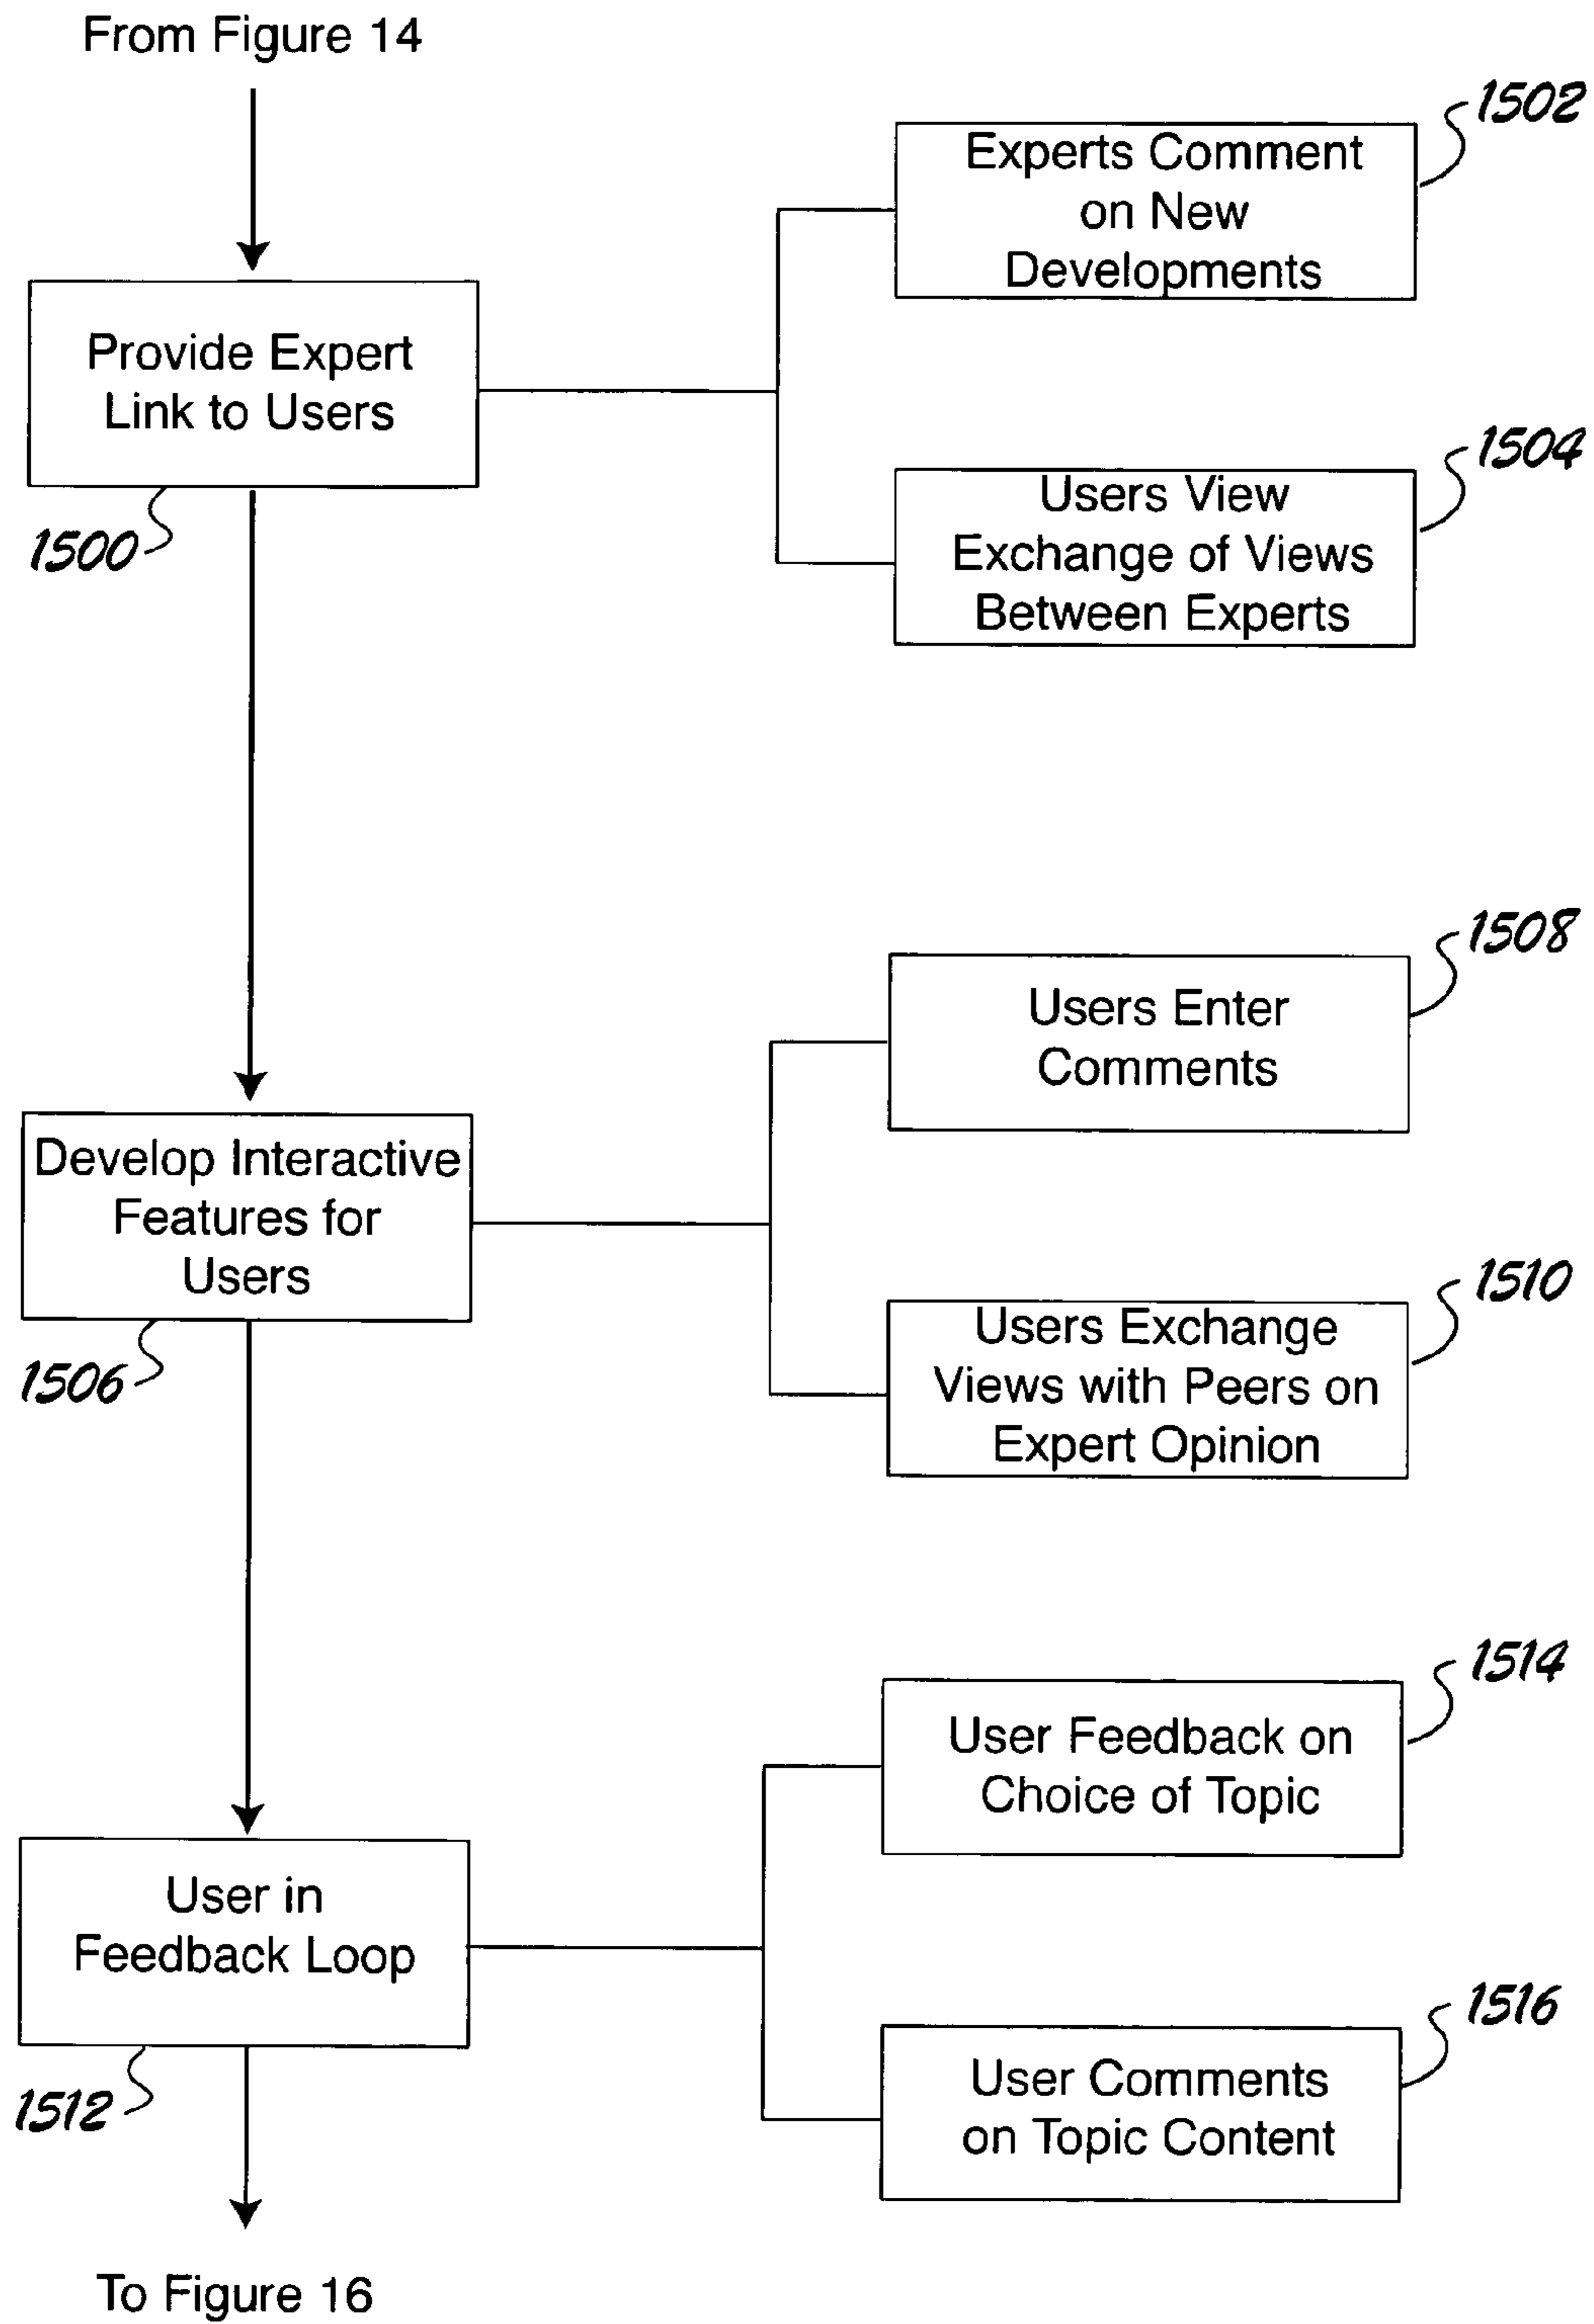 From Figure 14
1502
Experts Comment
on New
Developments
Provide Expert
Link to Users
1500
1504
Users View
Exchange of Views
Between Experts
1508
Users Enter
Comments
Develop Interactive
Features for
Users
1506
1510
Users Exchange
Views with Peers on
Expert Opinion
1514
User Feedback on
Choice of Topic
User in
Feedback Loop
1512
1516
User Comments
on Topic Content
To Figure 16